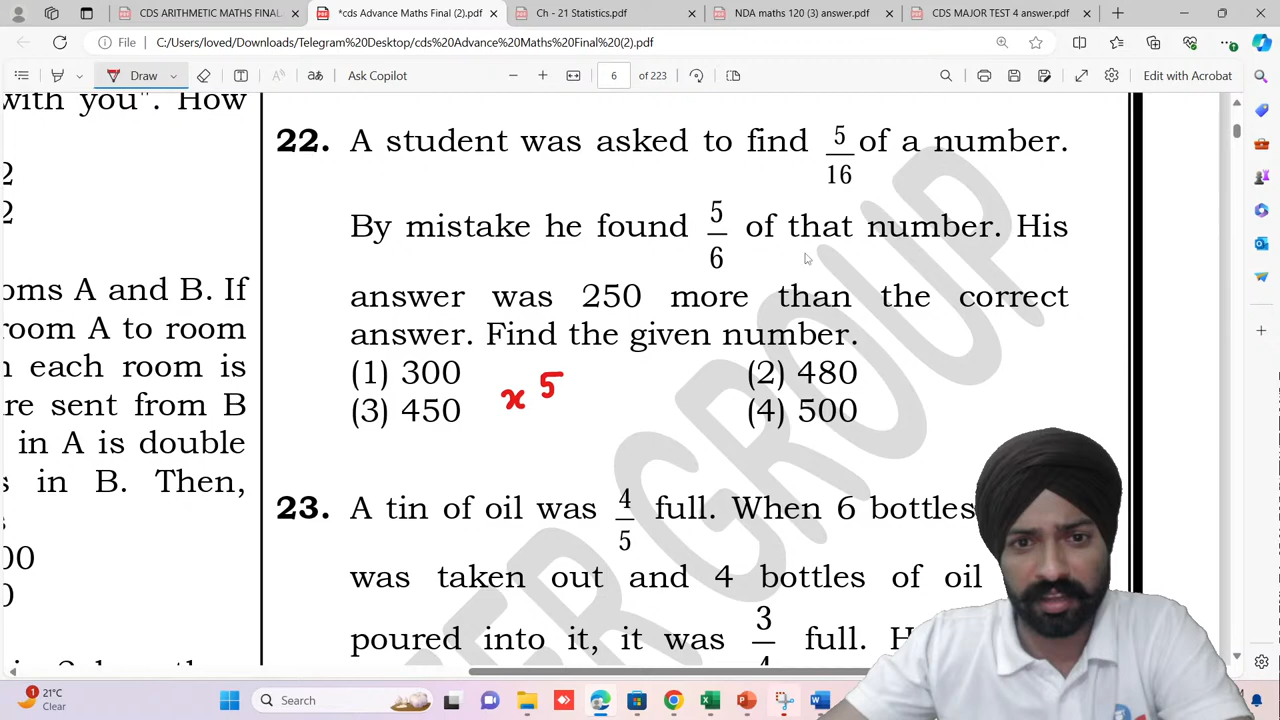 CDS ARITHMETIC MATHS FINAL
*cds Advance Maths Final (2).pdf
Ch - 21 Statistics.pdf
NDA maths 120 (3)answer.pdf
CDS MAJOR TEST 4 answer.pdf
File
C:/Users/loved/Downloads/Telegram%20Desktop/cds%20Advance%20Maths%20Final%20(2).pdf
Draw
Ask Copilot
6 of 223
Edit with Acrobat
with you". How
2
2
oms A and B. If
room A to room
each room is
re sent from B
in A is double
s in B. Then,
00
0
22. A student was asked to find 5/16 of a number.
By mistake he found 5/6 of that number. His
answer was 250 more than the correct
answer. Find the given number.
(1) 300 (2) 480
(3) 450 (4) 500
x 5
23. A tin of oil was 4/5 full. When 6 bottles
was taken out and 4 bottles of oil
poured into it, it was 3/4 full.
GROUP
1
21°C
Clear
Search